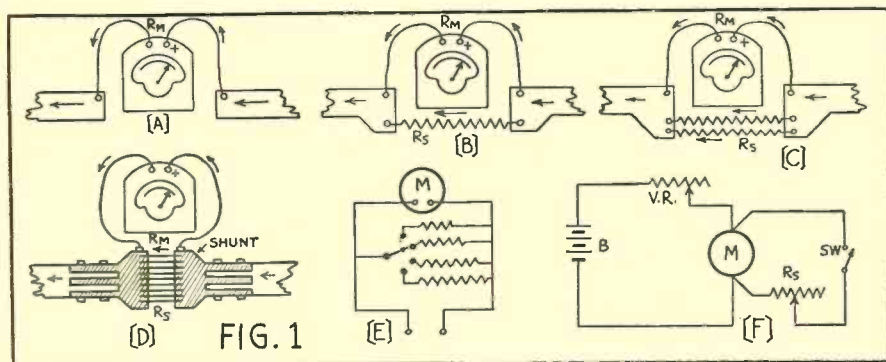 RM
+
[A]
RM
+
RS
[B]
RM
+
RS
[C]
+
RM
SHUNT
RS
[D]
FIG. 1
M
[E]
V.R.
B
M
SW
RS
[F]